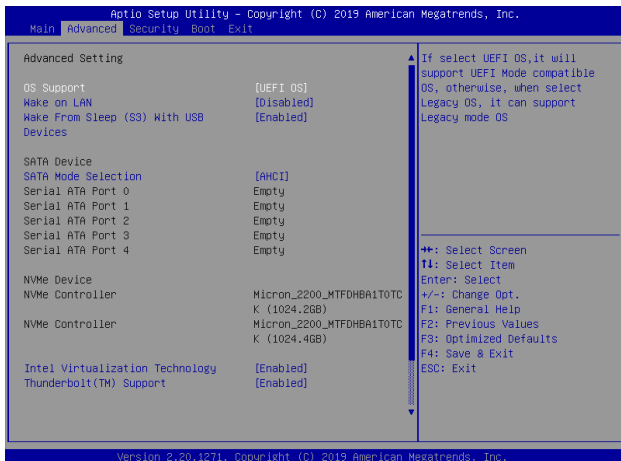 Aptio Setup Utility – Copyright (C) 2019 American Megatrends, Inc.
Main Advanced Security Boot Exit
Advanced Setting
OS Support [UEFI OS]
Wake on LAN [Disabled]
Wake From Sleep (S3) With USB [Enabled]
Devices
SATA Device
SATA Mode Selection [AHCI]
Serial ATA Port 0 Empty
Serial ATA Port 1 Empty
Serial ATA Port 2 Empty
Serial ATA Port 3 Empty
Serial ATA Port 4 Empty
NVMe Device
NVMe Controller Micron_2200_MTFDHBA1T0TC
K (1024.2GB)
NVMe Controller Micron_2200_MTFDHBA1T0TC
K (1024.4GB)
Intel Virtualization Technology [Enabled]
Thunderbolt(TM) Support [Enabled]
If select UEFI OS,it will
support UEFI Mode compatible
OS, otherwise, when select
Legacy OS, it can support
Legacy mode OS
→←: Select Screen
↑↓: Select Item
Enter: Select
+/-: Change Opt.
F1: General Help
F2: Previous Values
F3: Optimized Defaults
F4: Save & Exit
ESC: Exit
Version 2.20.1271. Copyright (C) 2019 American Megatrends, Inc.